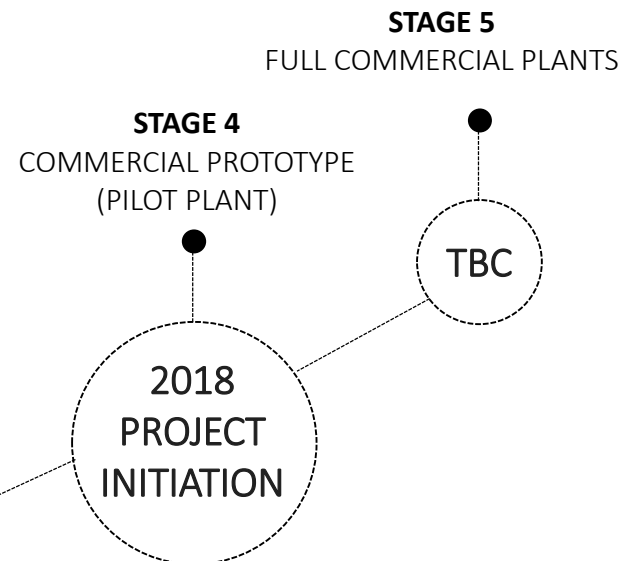 STAGE 5
FULL COMMERCIAL PLANTS
STAGE 4
COMMERCIAL PROTOTYPE
(PILOT PLANT)
TBC
2018
PROJECT
INITIATION